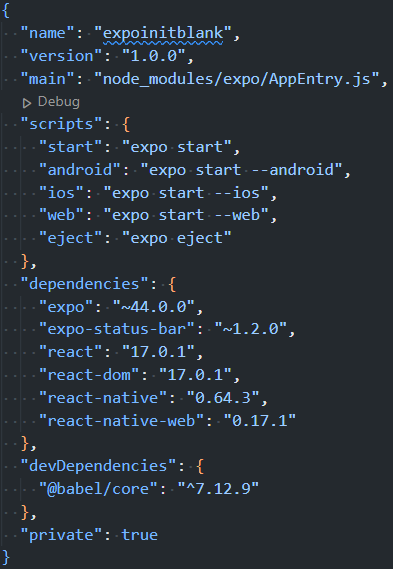 {
"name": "expoinitblank",
"version": "1.0.0",
"main": "node_modules/expo/AppEntry.js",
Debug
"scripts": {
"start": "expo start",
"android": "expo start --android",
"ios": "expo start --ios",
"web": "expo start --web",
"eject": "expo eject"
},
"dependencies": {
"expo": "~44.0.0",
"expo-status-bar": "~1.2.0",
"react": "17.0.1",
"react-dom": "17.0.1",
"react-native": "0.64.3",
"react-native-web": "0.17.1"
},
"devDependencies": {
"@babel/core": "^7.12.9"
},
"private": true
}